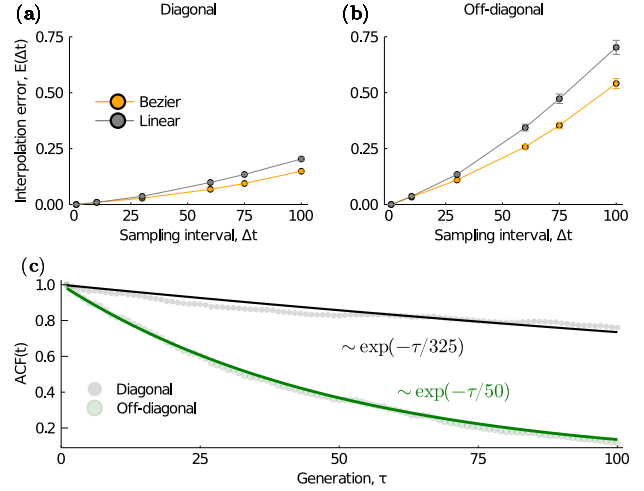 (a)
Diagonal
(b)
Off-diagonal
Interpolation error, E(Δt)
0.75
0.50
0.25
0.00
Bezier
Linear
0
25
50
75
100
Sampling interval, Δt
0.75
0.50
0.25
0.00
0
25
50
75
100
Sampling interval, Δt
(c)
ACF(t)
1.0
0.8
0.6
0.4
0.2
∼ exp(−τ/325)
∼ exp(−τ/50)
Diagonal
Off-diagonal
0
25
50
75
100
Generation, τ